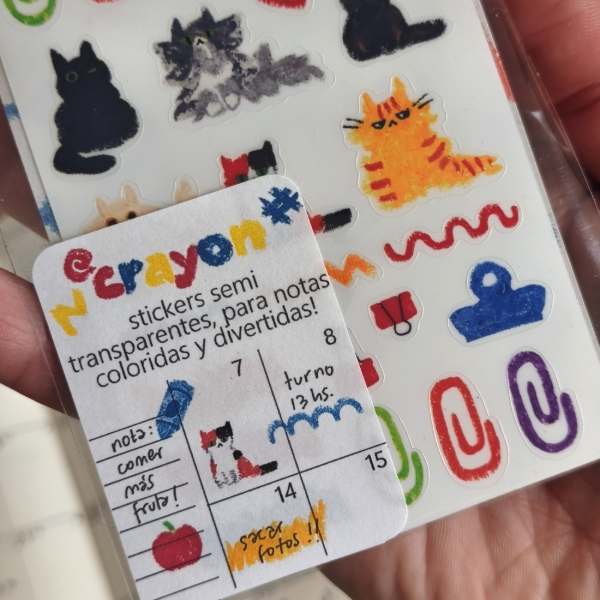 crayon
stickers semi
transparentes, para notas
coloridas y divertidas!
7
8
nota:
comer
más
fruta!
turno
13 hs.
14
15
sacar
fotos!!